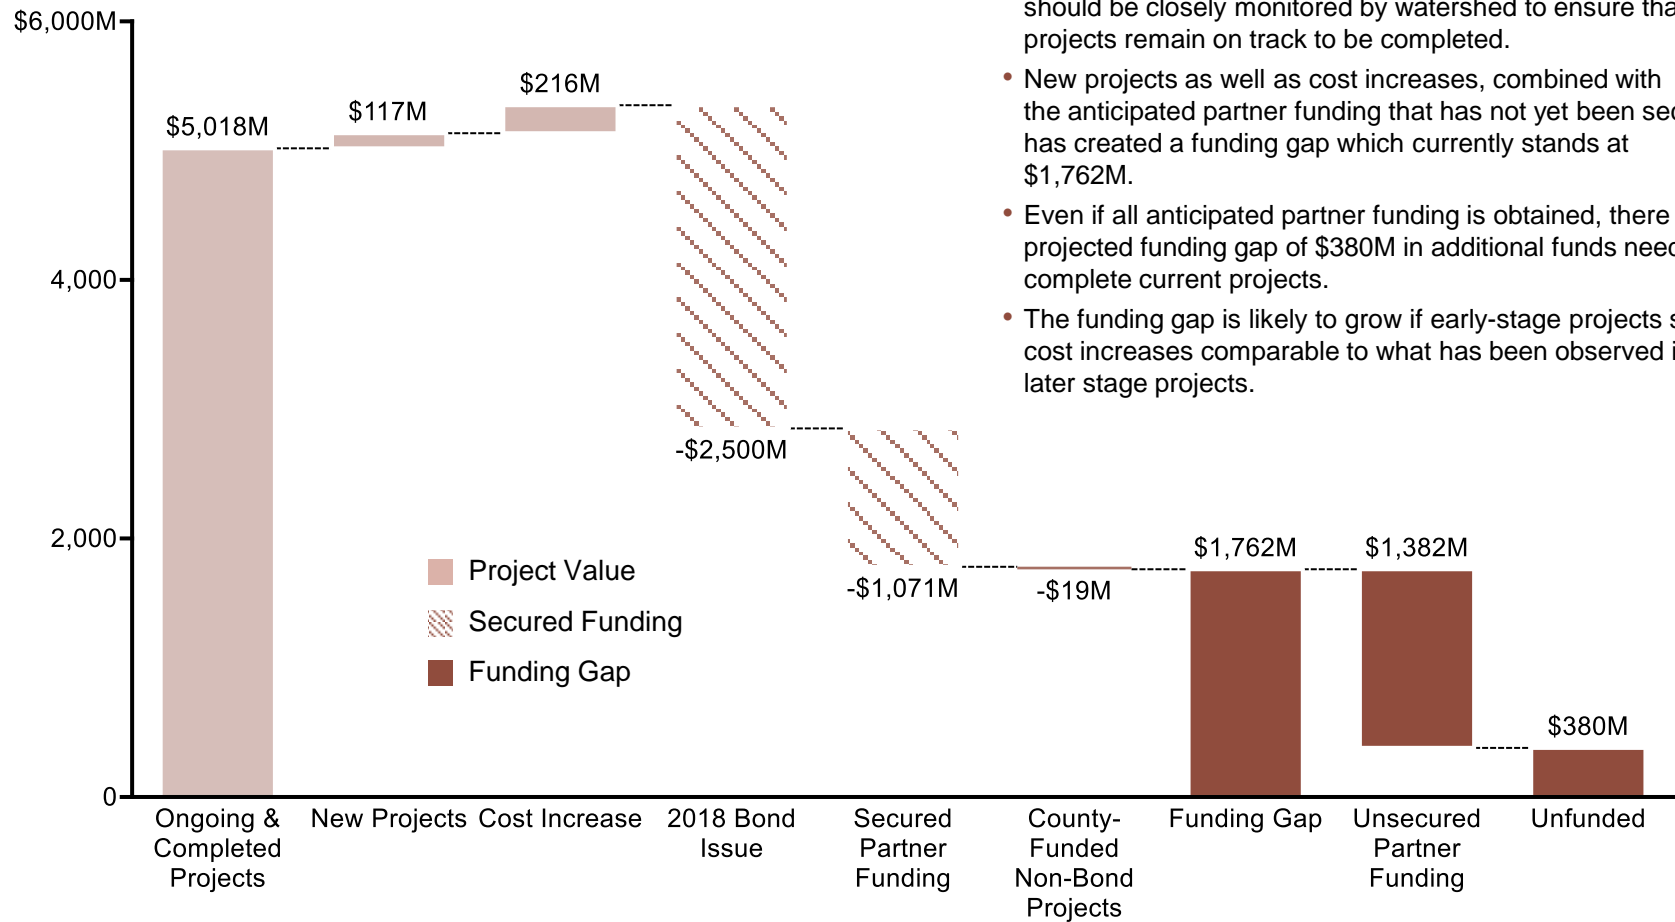 $6,000M
4,000
2,000
0
$5,018M
$117M
$216M
-$2,500M
-$1,071M
-$19M
$1,762M
$1,382M
$380M
Project Value
Secured Funding
Funding Gap
Ongoing &
Completed
Projects
New Projects
Cost Increase
2018 Bond
Issue
Secured
Partner
Funding
County-
Funded
Non-Bond
Projects
Funding Gap
Unsecured
Partner
Funding
Unfunded
should be closely monitored by watershed to ensure
projects remain on track to be completed.
• New projects as well as cost increases, combined with
the anticipated partner funding that has not yet been
has created a funding gap which currently stands at
$1,762M.
• Even if all anticipated partner funding is obtained, there
projected funding gap of $380M in additional funds
complete current projects.
• The funding gap is likely to grow if early-stage projects
cost increases comparable to what has been observed
later stage projects.